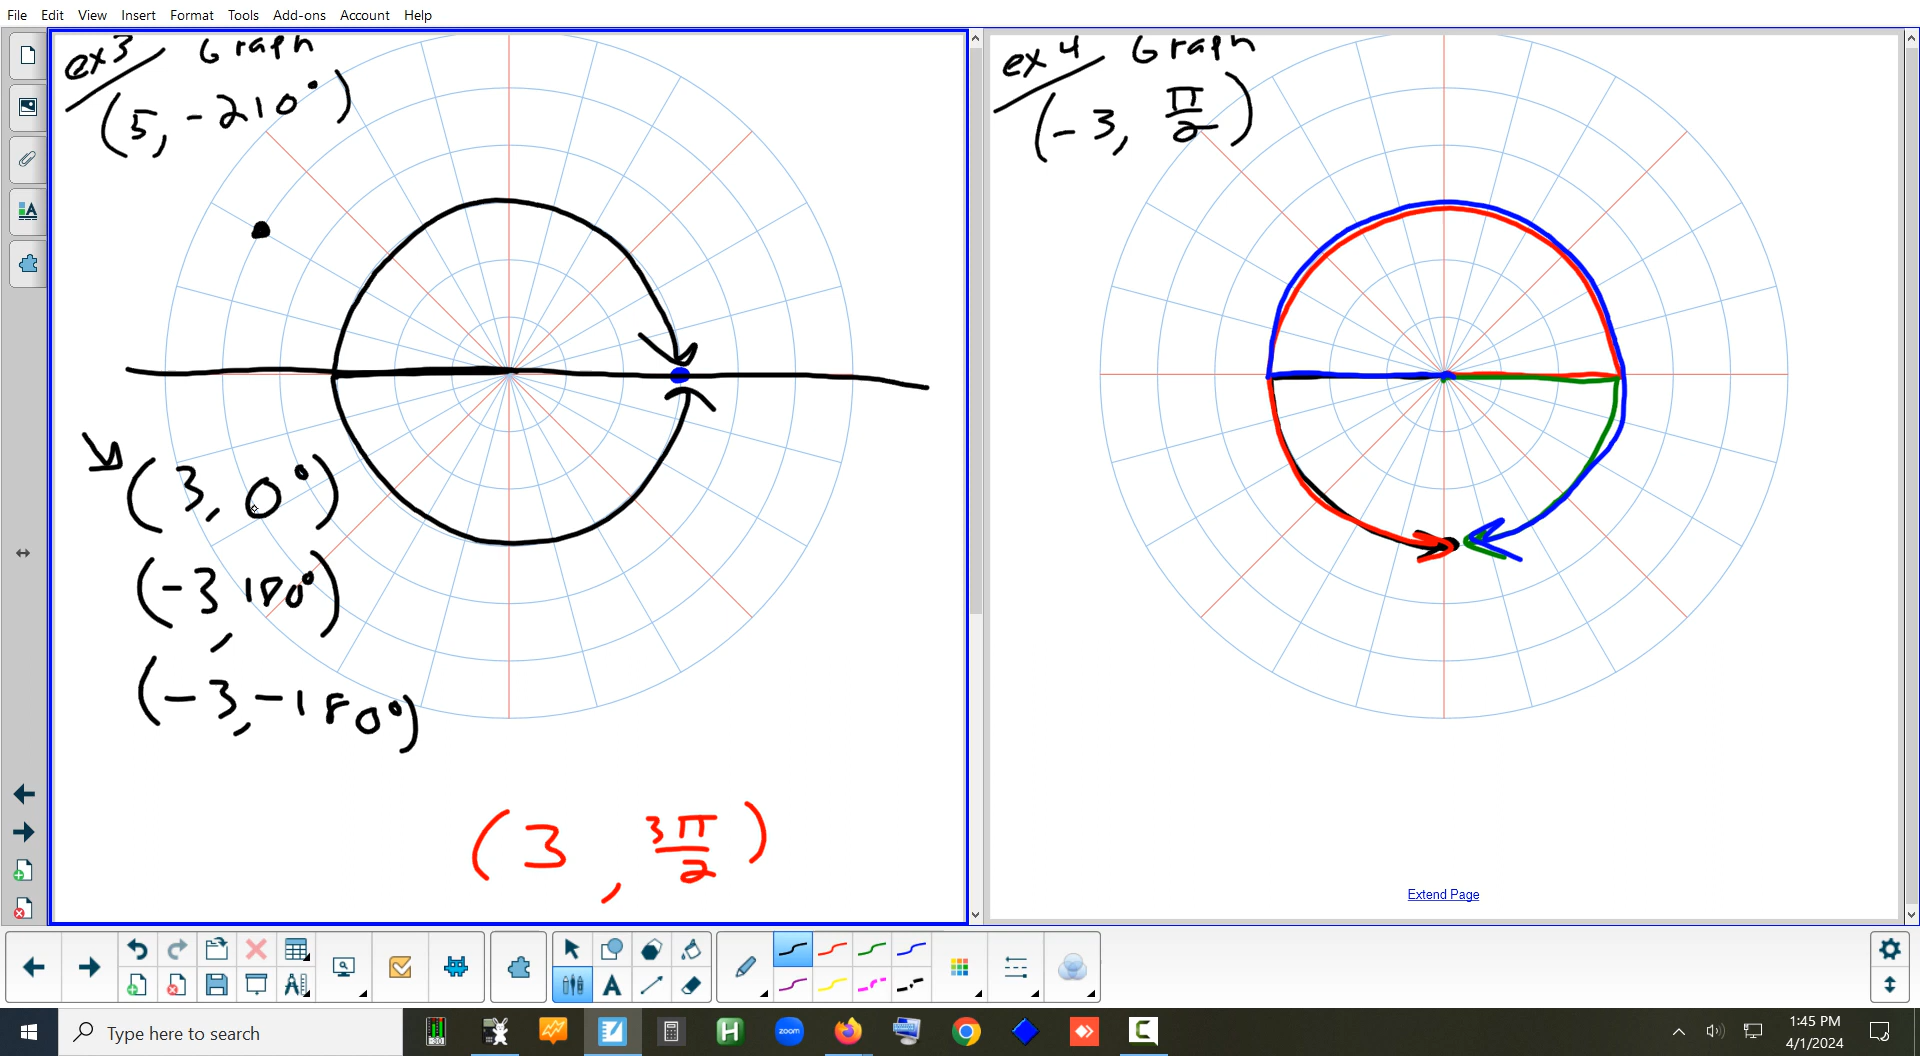 File Edit View Insert Format Tools Add-ons Account Help
ex3 Graph
(5, -210°)
(3, 0°)
(-3, 180°)
(-3, -180°)
(3, 3π/2)
ex4 Graph
(-3, π/2)
Extend Page
Type here to search
zoom
1:45 PM
4/1/2024